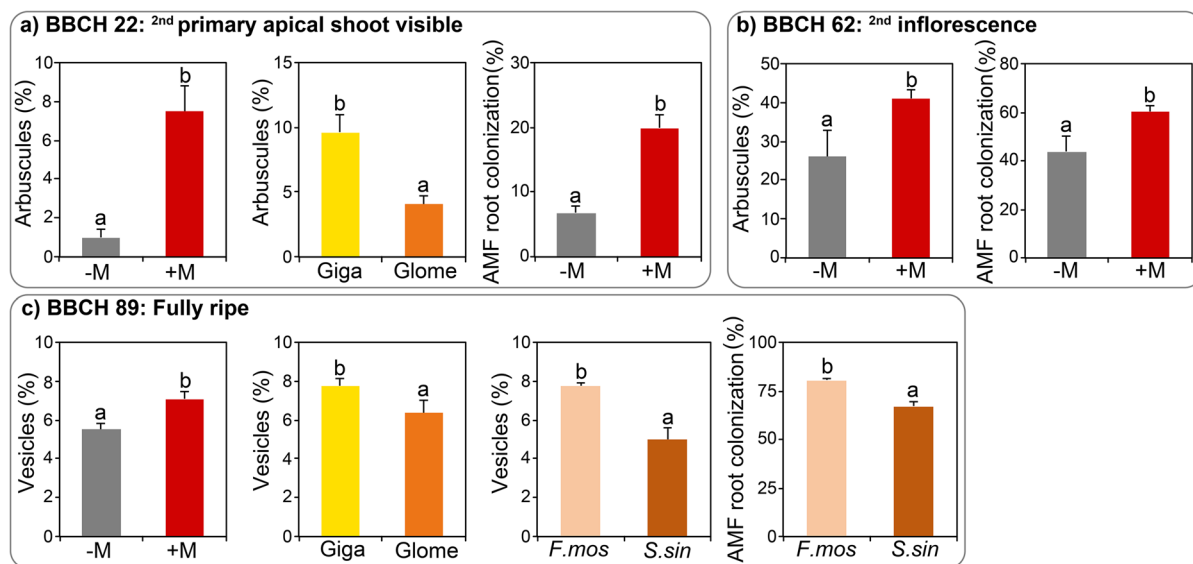 a) BBCH 22: 2nd primary apical shoot visible
10
8
6
4
2
0
Arbuscules (%)
a
b
-M
+M
15
10
5
0
Arbuscules (%)
b
a
Giga
Glome
30
20
10
0
AMF root colonization(%)
a
b
-M
+M
b) BBCH 62: 2nd inflorescence
50
40
30
20
10
0
Arbuscules (%)
a
b
-M
+M
80
60
40
20
0
AMF root colonization(%)
a
b
-M
+M
c) BBCH 89: Fully ripe
10
8
6
4
2
0
Vesicles (%)
a
b
-M
+M
8
6
4
2
0
Vesicles (%)
b
a
Giga
Glome
10
8
6
4
2
0
Vesicles (%)
b
a
F.mos
S.sin
100
75
50
25
0
AMF root colonization (%)
b
a
F.mos
S.sin